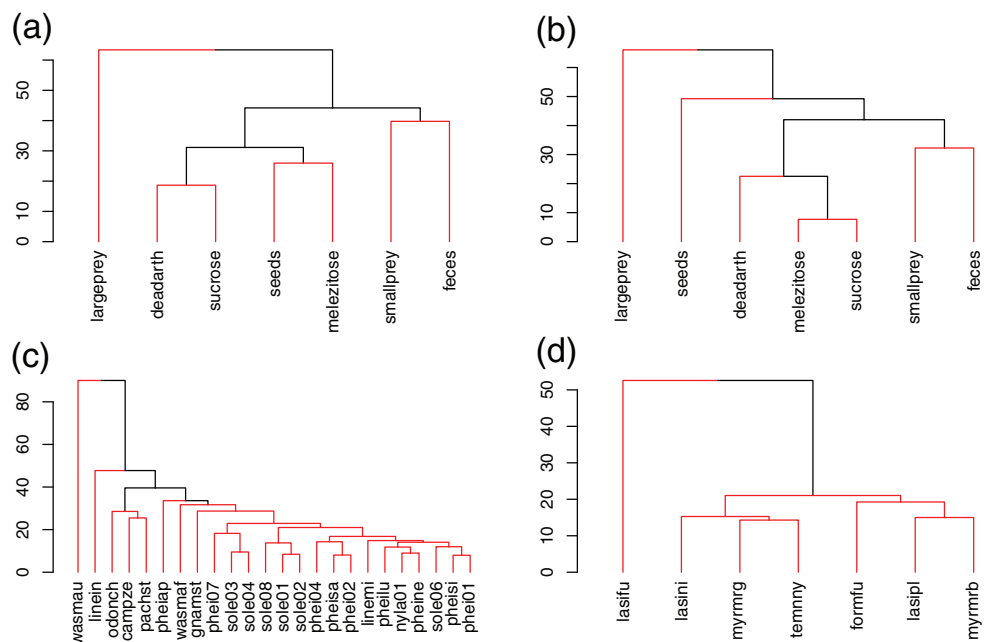 (a)
50
30
10
0
largeprey
deadarth
sucrose
seeds
melezitose
smallprey
feces
(b)
50
30
10
0
largeprey
seeds
deadarth
melezitose
sucrose
smallprey
feces
(c)
80
60
40
20
0
wasmau
linein
odonch
campze
pachst
pheiap
wasmaf
gnamst
phei07
sole03
sole04
sole08
sole01
sole02
phei04
pheisa
phei02
linemi
pheilu
nyla01
pheine
sole06
pheisi
phei01
(d)
50
40
30
20
10
0
lasifu
lasini
myrmrg
temnny
formfu
lasipl
myrmrb